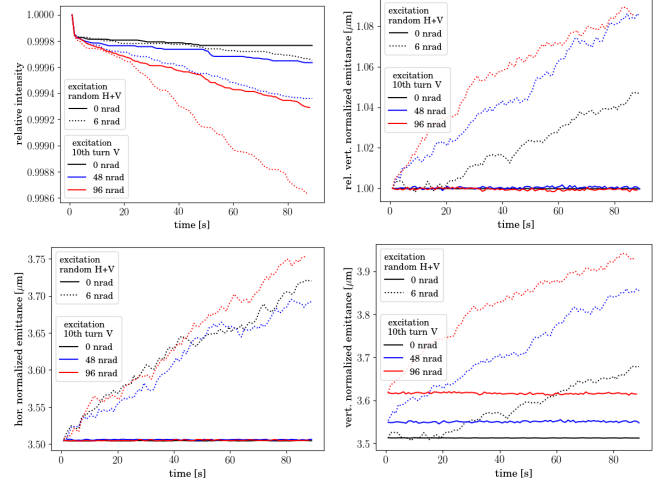 1.0000
0.9998
0.9996
0.9994
0.9992
0.9990
0.9988
0.9986
relative intensity
excitation
random H+V
0 nrad
6 nrad
excitation
10th turn V
0 nrad
48 nrad
96 nrad
0
20
40
60
80
time [s]
1.08
1.06
1.04
1.02
1.00
rel. vert. normalized emittance [μm]
excitation
random H+V
0 nrad
6 nrad
excitation
10th turn V
0 nrad
48 nrad
96 nrad
0
20
40
60
80
time [s]
3.75
3.70
3.65
3.60
3.55
3.50
hor. normalized emittance [μm]
excitation
random H+V
0 nrad
6 nrad
excitation
10th turn V
0 nrad
48 nrad
96 nrad
0
20
40
60
80
time [s]
3.9
3.8
3.7
3.6
3.5
vert. normalized emittance [μm]
excitation
random H+V
0 nrad
6 nrad
excitation
10th turn V
0 nrad
48 nrad
96 nrad
0
20
40
60
80
time [s]